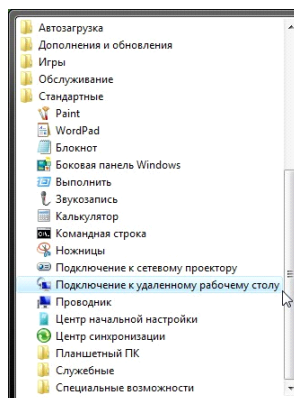 Автозагрузка
Дополнения и обновления
Игры
Обслуживание
Стандартные
Paint
WordPad
Блокнот
Боковая панель Windows
Выполнить
Звукозапись
Калькулятор
Командная строка
Ножницы
Подключение к сетевому проектору
Подключение к удаленному рабочему столу
Проводник
Центр начальной настройки
Центр синхронизации
Планшетный ПК
Служебные
Специальные возможности